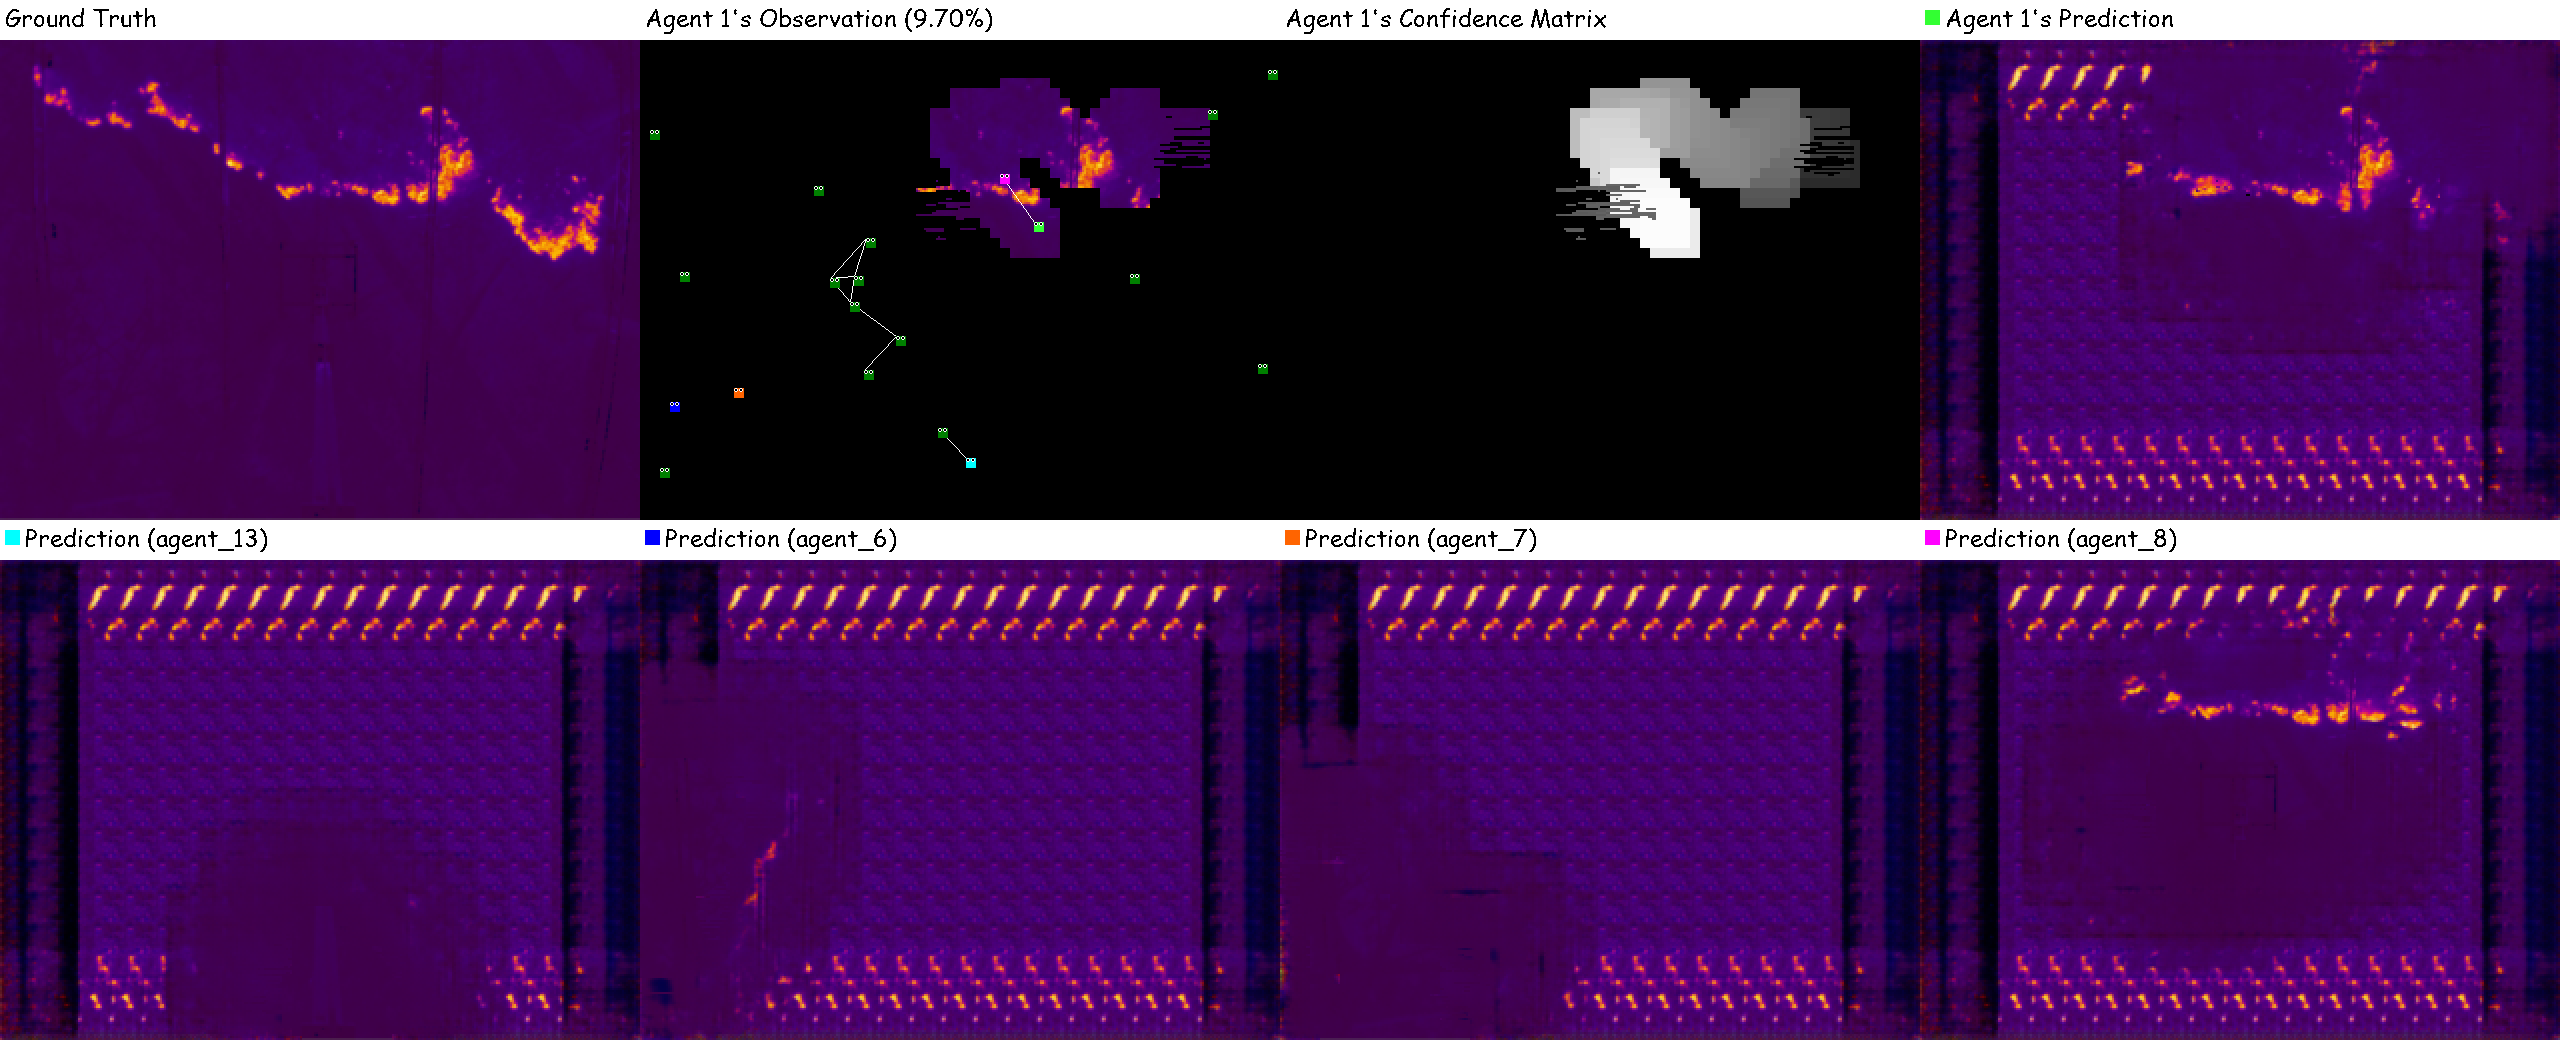 Ground Truth
Agent 1's Observation (9.70%)
Agent 1's Confidence Matrix
Agent 1's Prediction
Prediction (agent_13)
Prediction (agent_6)
Prediction (agent_7)
Prediction (agent_8)